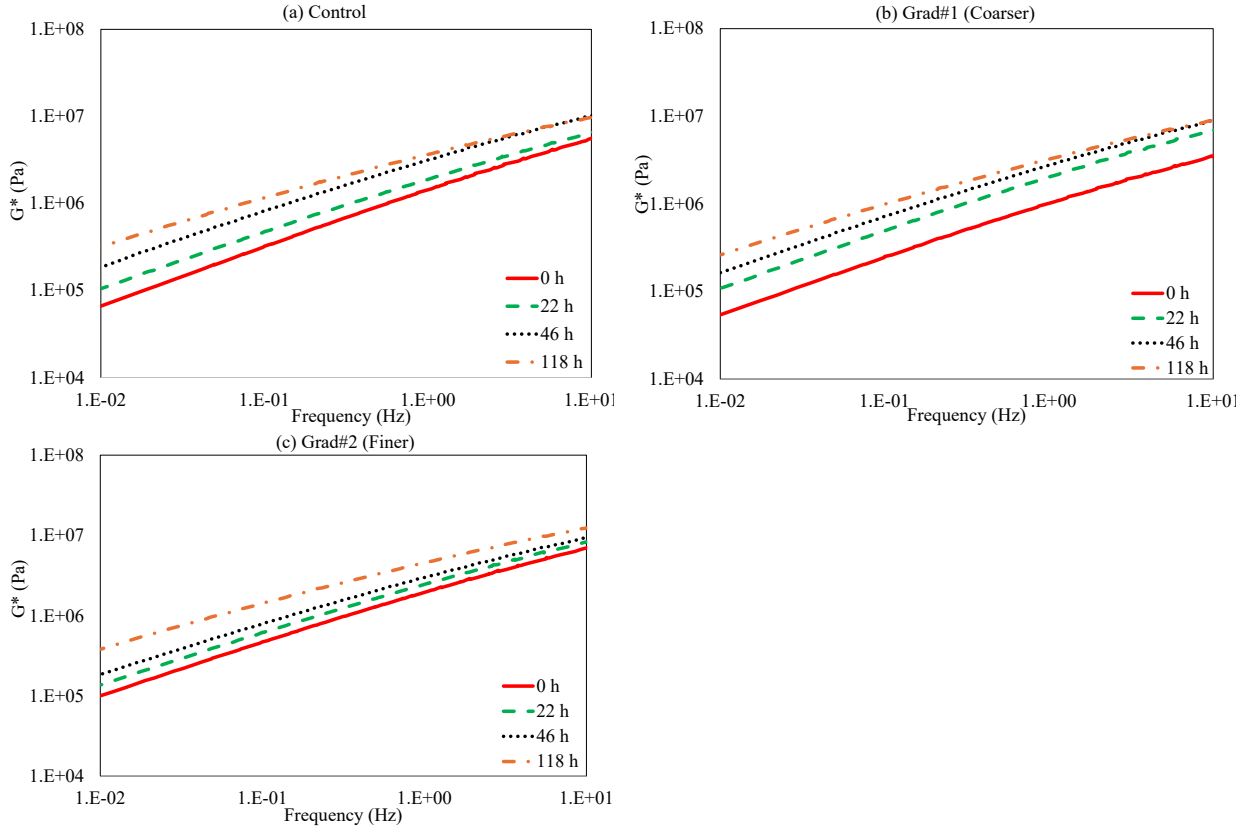 (a) Control
1.E+08
1.E+07
1.E+06
1.E+05
1.E+04
G* (Pa)
0 h
22 h
46 h
118 h
1.E-02
1.E-01
1.E+00
1.E+01
Frequency (Hz)
(b) Grad#1 (Coarser)
1.E+08
1.E+07
1.E+06
1.E+05
1.E+04
G* (Pa)
0 h
22 h
46 h
118 h
1.E-02
1.E-01
1.E+00
1.E+01
Frequency (Hz)
(c) Grad#2 (Finer)
1.E+08
1.E+07
1.E+06
1.E+05
1.E+04
G* (Pa)
0 h
22 h
46 h
118 h
1.E-02
1.E-01
1.E+00
1.E+01
Frequency (Hz)